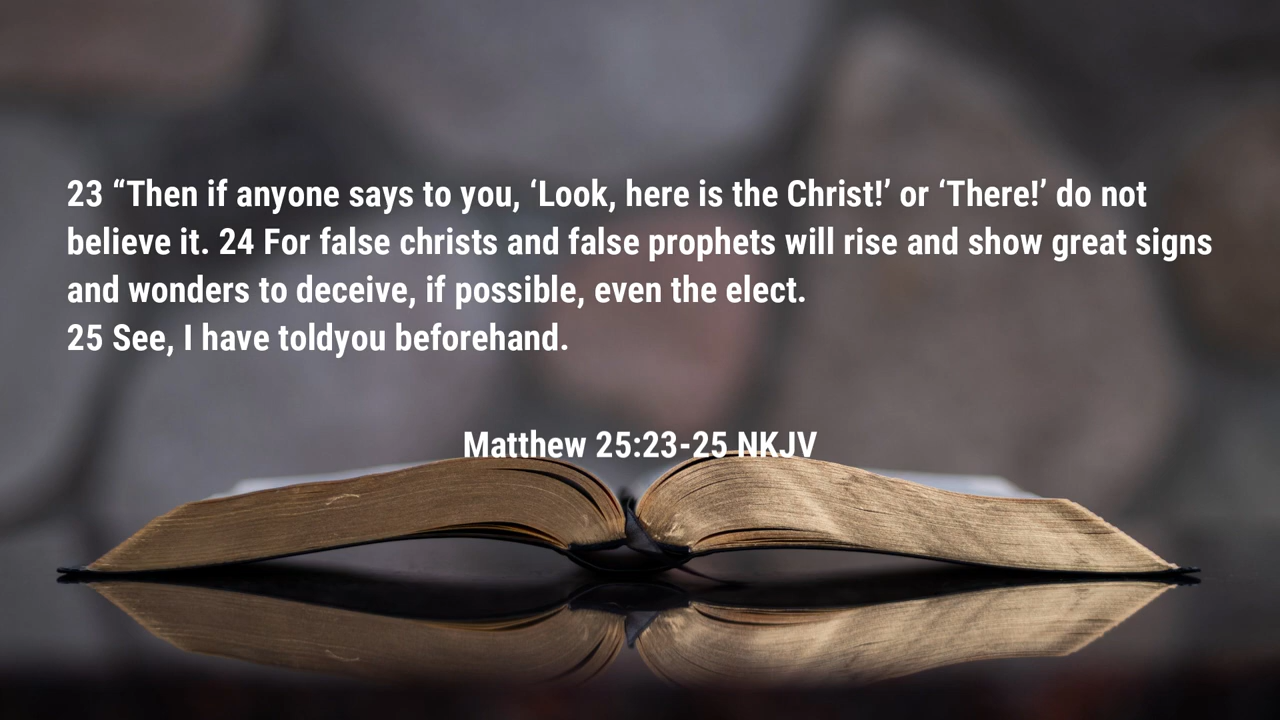 23 “Then if anyone says to you, ‘Look, here is the Christ!’ or ‘There!’ do not
believe it. 24 For false christs and false prophets will rise and show great signs
and wonders to deceive, if possible, even the elect.
25 See, I have toldyou beforehand.
Matthew 25:23-25 NKJV